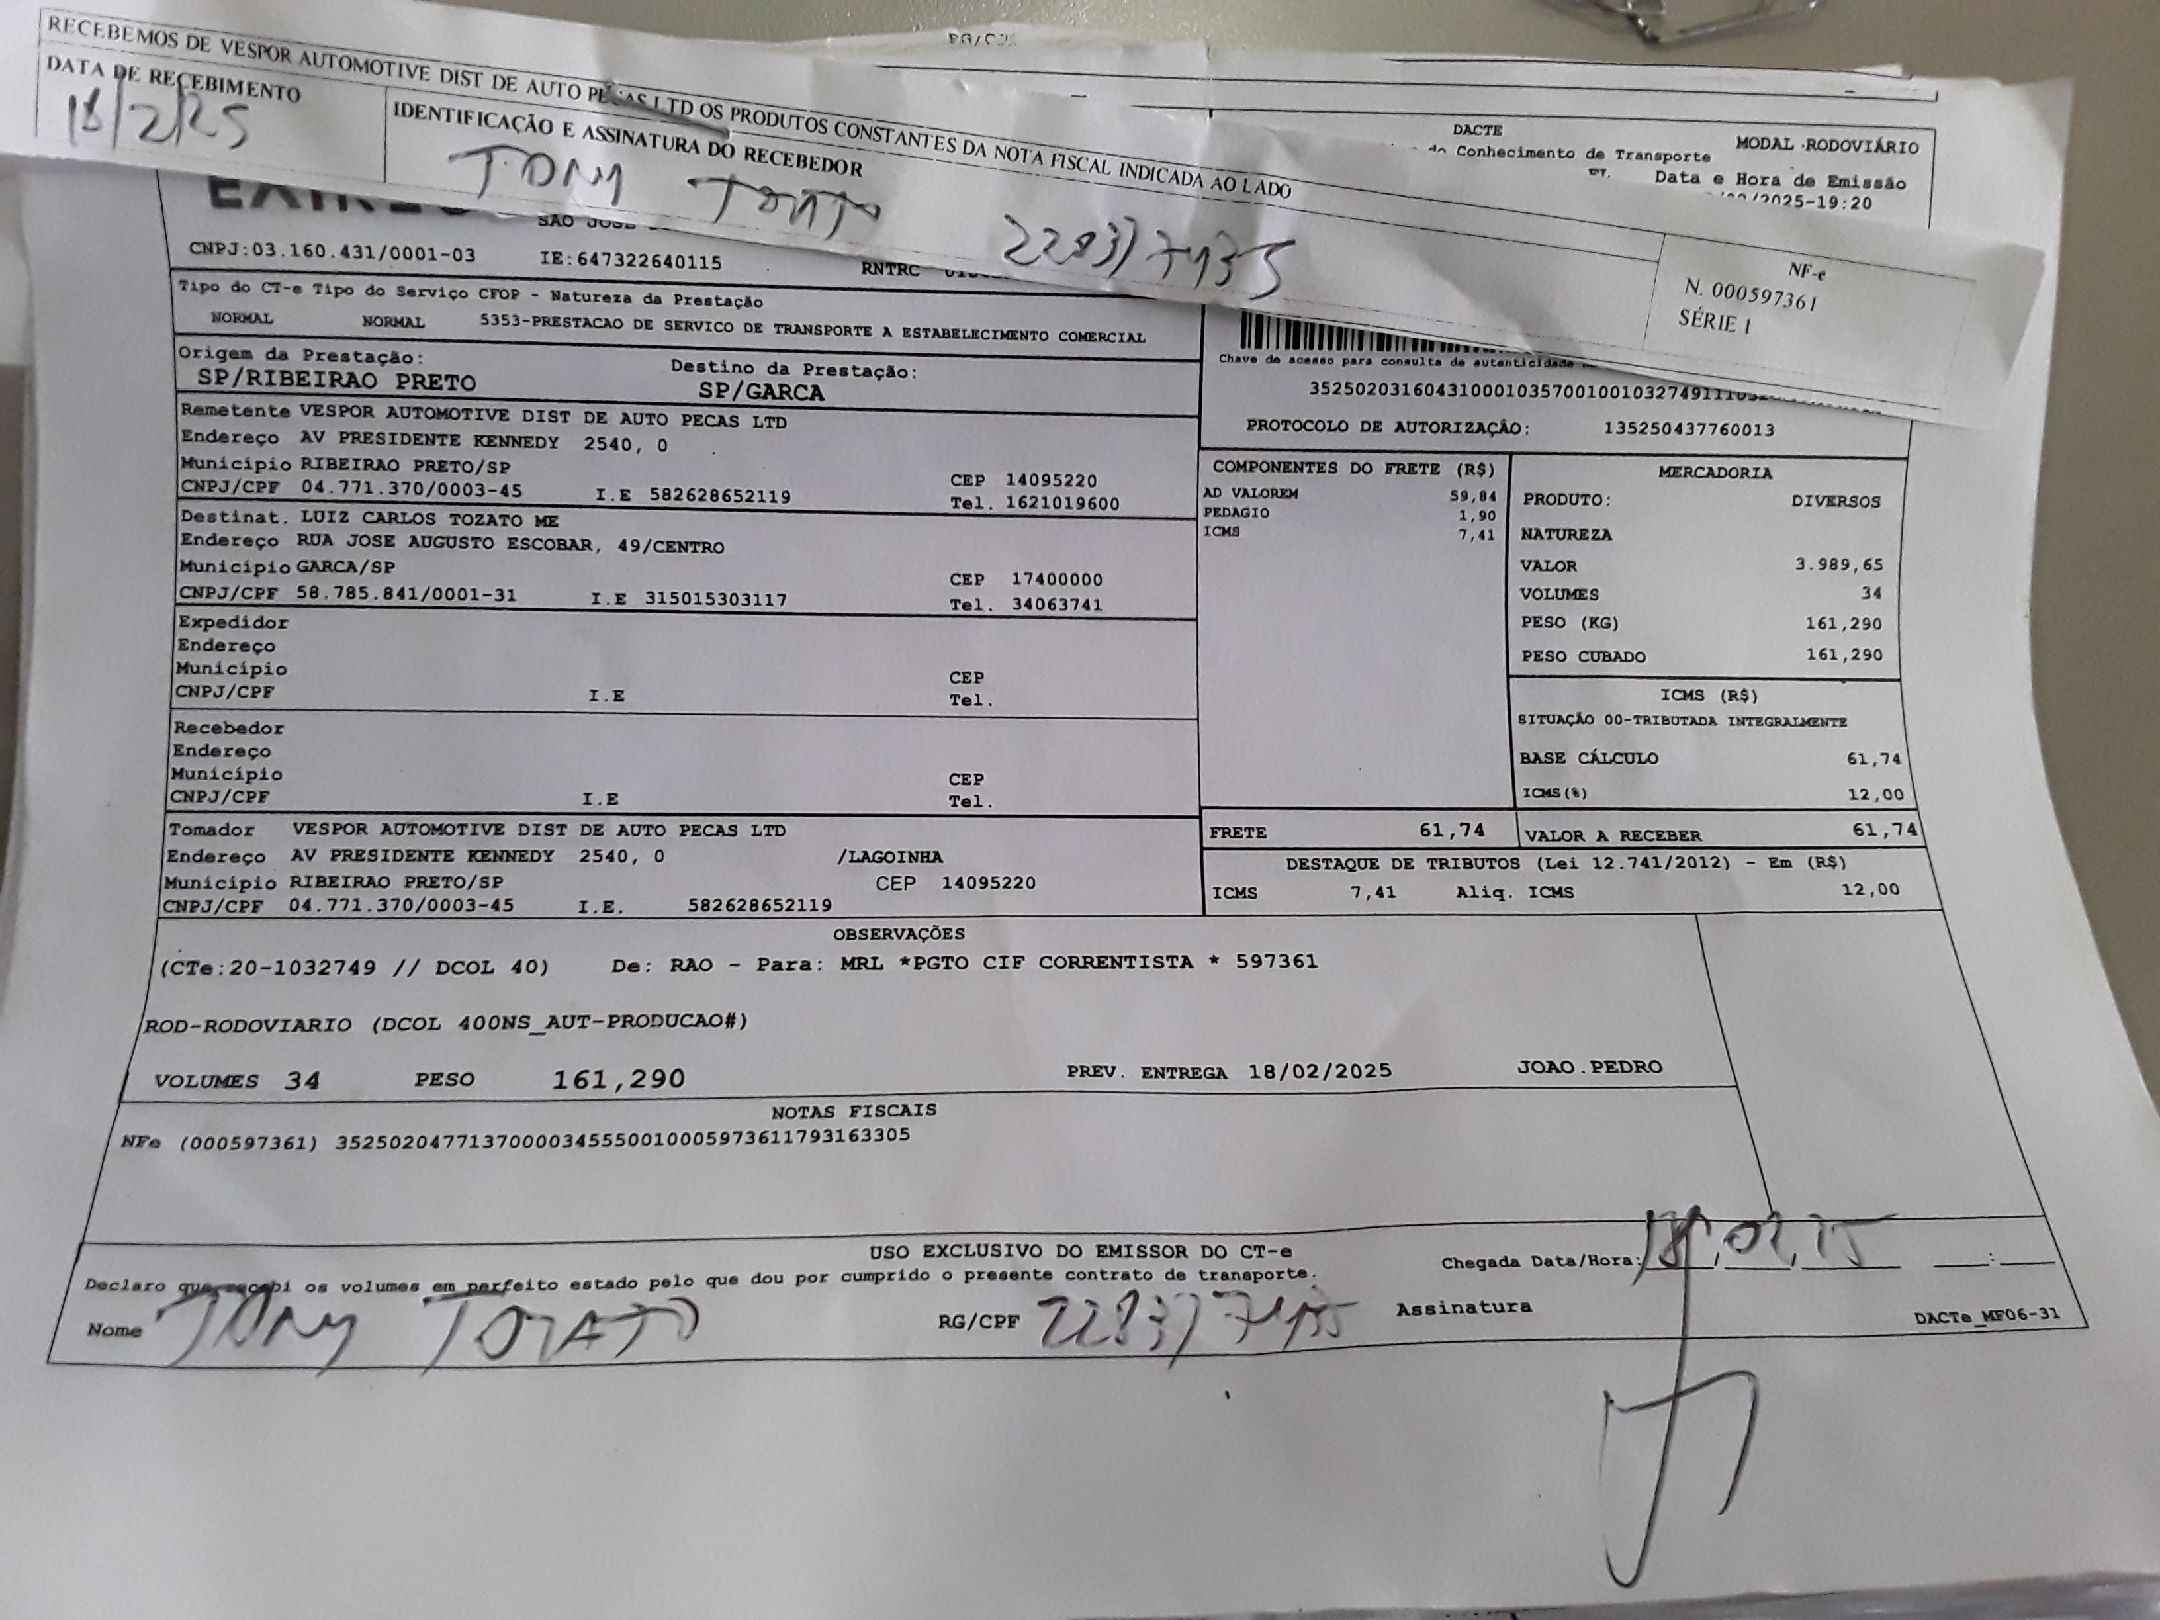 RECEBEMOS DE VESPOR AUTOMOTIVE DIST DE AUTO PECAS LTD OS PRODUTOS CONSTANTES DA NOTA FISCAL INDICADA AO LADO
DATA DE RECEBIMENTO
18/2/25
IDENTIFICAÇÃO E ASSINATURA DO RECEBEDOR
TONY TOZATO
NF-e
N. 000597361
SÉRIE 1
RG/CPF
DACTE
MODAL RODOVIÁRIO
Conhecimento de Transporte
Data e Hora de Emissão
/2025-19:20
CNPJ:03.160.431/0001-03 IE:647322640115 RNTRC
Tipo do CT-e Tipo do Serviço CFOP - Natureza da Prestação
NORMAL NORMAL 5353-PRESTACAO DE SERVICO DE TRANSPORTE A ESTABELECIMENTO COMERCIAL
Origem da Prestação: Destino da Prestação:
SP/RIBEIRAO PRETO SP/GARCA
Chave de acesso para consulta de autenticidade
PROTOCOLO DE AUTORIZAÇÃO: 135250437760013
Remetente VESPOR AUTOMOTIVE DIST DE AUTO PECAS LTD
Endereço AV PRESIDENTE KENNEDY 2540, 0
Município RIBEIRAO PRETO/SP CEP 14095220
CNPJ/CPF 04.771.370/0003-45 I.E 582628652119 Tel. 1621019600
Destinat. LUIZ CARLOS TOZATO ME
Endereço RUA JOSE AUGUSTO ESCOBAR, 49/CENTRO
Município GARCA/SP CEP 17400000
CNPJ/CPF 58.785.841/0001-31 I.E 315015303117 Tel. 34063741
Expedidor
Endereço
Município CEP
CNPJ/CPF I.E Tel.
Recebedor
Endereço
Município CEP
CNPJ/CPF I.E Tel.
Tomador VESPOR AUTOMOTIVE DIST DE AUTO PECAS LTD
Endereço AV PRESIDENTE KENNEDY 2540, 0 /LAGOINHA
Município RIBEIRAO PRETO/SP CEP 14095220
CNPJ/CPF 04.771.370/0003-45 I.E. 582628652119
COMPONENTES DO FRETE (R$)
AD VALOREM 59,84
PEDAGIO 1,90
ICMS 7,41
MERCADORIA
PRODUTO: DIVERSOS
NATUREZA
VALOR 3.989,65
VOLUMES 34
PESO (KG) 161,290
PESO CUBADO 161,290
ICMS (R$)
SITUAÇÃO 00-TRIBUTADA INTEGRALMENTE
BASE CÁLCULO 61,74
ICMS(%) 12,00
FRETE 61,74 VALOR A RECEBER 61,74
DESTAQUE DE TRIBUTOS (Lei 12.741/2012) - Em (R$)
ICMS 7,41 Aliq. ICMS 12,00
OBSERVAÇÕES
(CTe:20-1032749 // DCOL 40) De: RAO - Para: MRL *PGTO CIF CORRENTISTA * 597361
ROD-RODOVIARIO (DCOL 400NS_AUT-PRODUCAO#)
VOLUMES 34 PESO 161,290 PREV. ENTREGA 18/02/2025 JOAO.PEDRO
NOTAS FISCAIS
NFe (000597361) 35250204771370000345550010005973611793163305
USO EXCLUSIVO DO EMISSOR DO CT-e
Declaro que recebi os volumes em perfeito estado pelo que dou por cumprido o presente contrato de transporte.
Chegada Data/Hora:
Nome TONY TOZATO RG/CPF Assinatura
DACTe_MF06-31